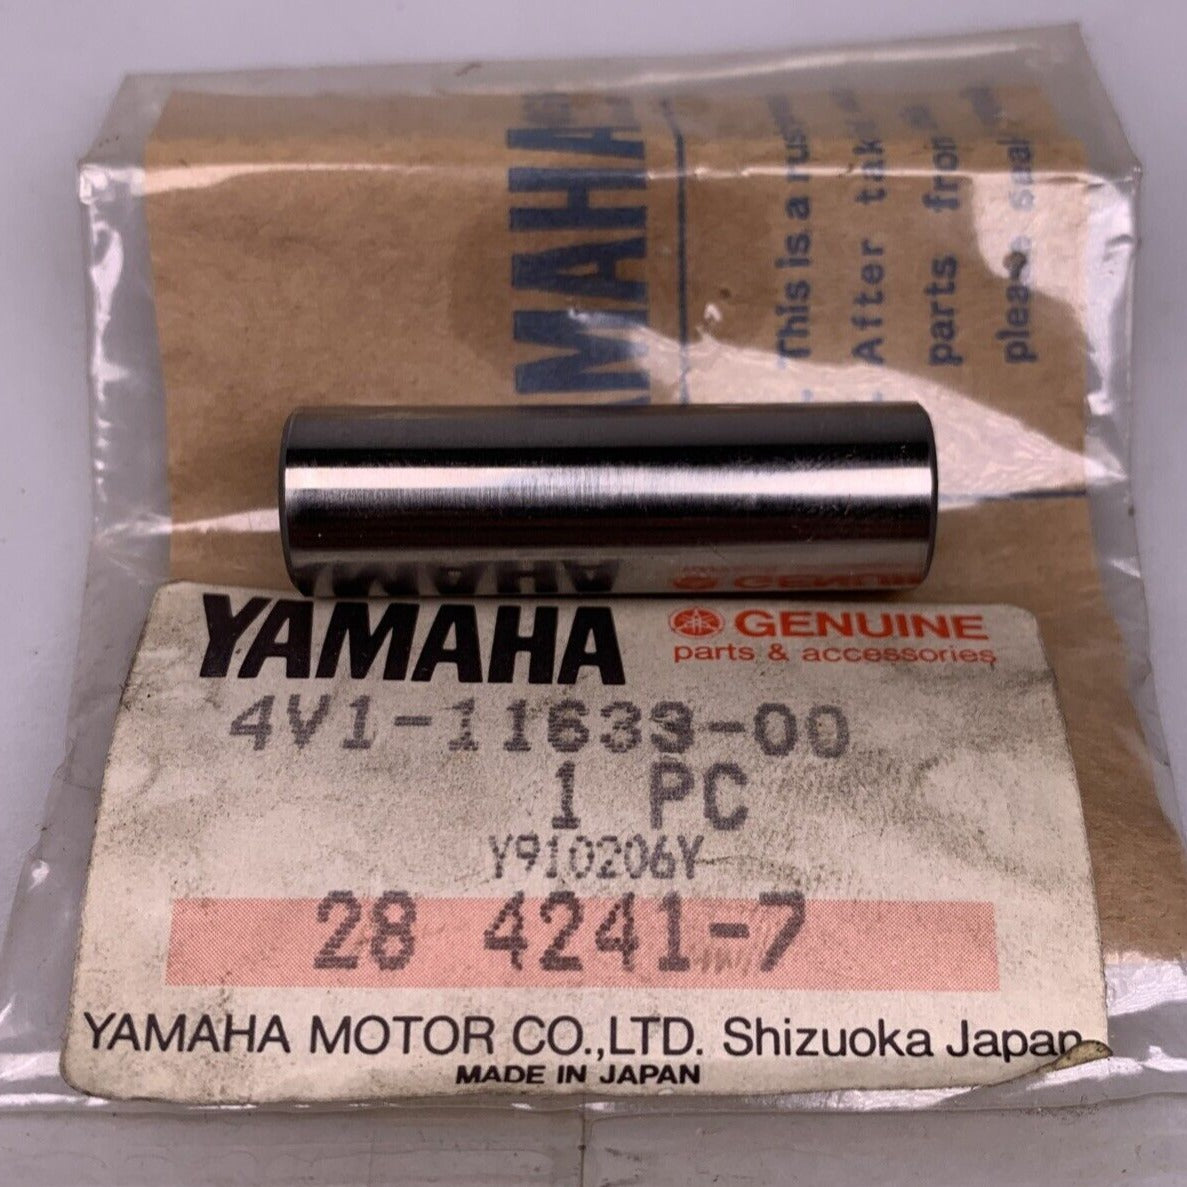 YAMAHA
This is a
After
parts from
please
YAMAHA
GENUINE
parts & accessories
4V1-11633-00
1 PC
Y910206Y
28 4241-7
YAMAHA MOTOR CO.,LTD. Shizuoka Japan
MADE IN JAPAN